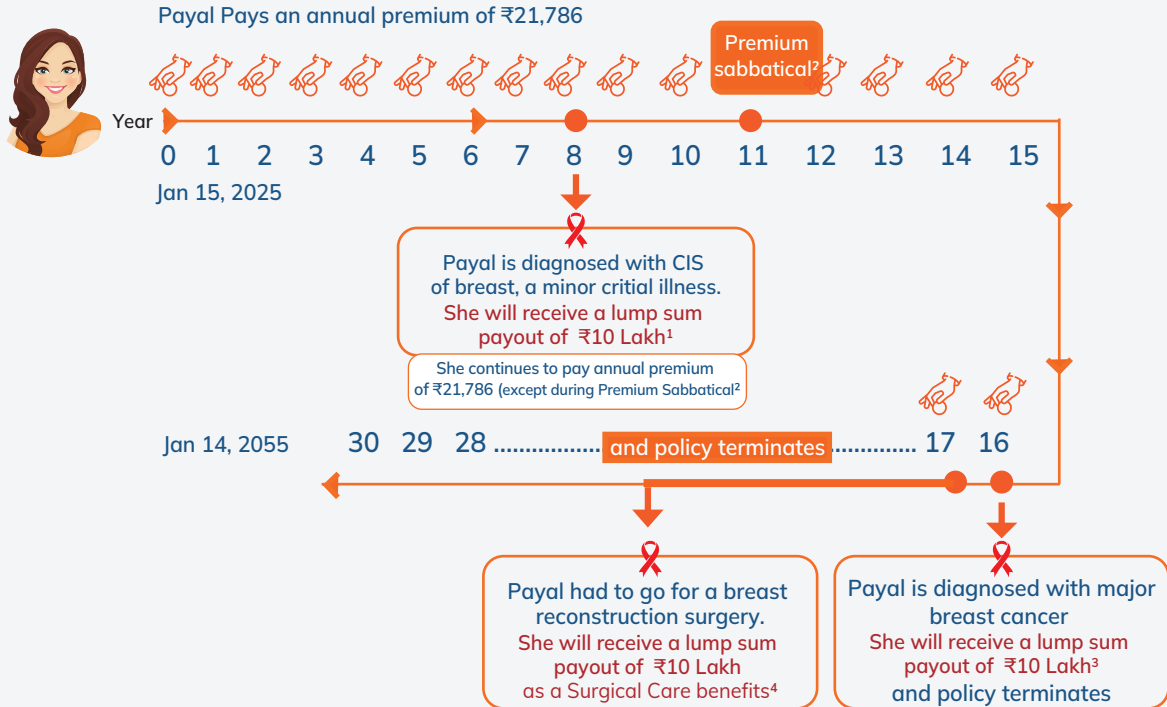 Payal Pays an annual premium of ₹21,786
Premium
sabbatical²
Year
0 1 2 3 4 5 6 7 8 9 10 11 12 13 14 15
Jan 15, 2025
Payal is diagnosed with CIS
of breast, a minor critial illness.
She will receive a lump sum
payout of ₹10 Lakh¹
She continues to pay annual premium
of ₹21,786 (except during Premium Sabbatical²
Jan 14, 2055 30 29 28 ................. and policy terminates .............. 17 16
Payal had to go for a breast
reconstruction surgery.
She will receive a lump sum
payout of ₹10 Lakh
as a Surgical Care benefits⁴
Payal is diagnosed with major
breast cancer
She will receive a lump sum
payout of ₹10 Lakh³
and policy terminates